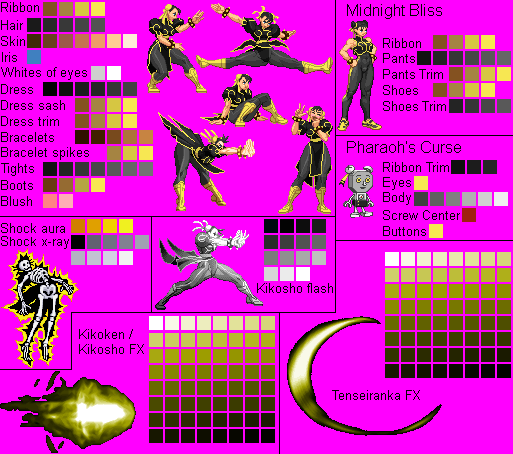 Ribbon
Hair
Skin
Iris
Whites of eyes
Dress
Dress sash
Dress trim
Bracelets
Bracelet spikes
Tights
Boots
Blush
Midnight Bliss
Ribbon
Pants
Pants Trim
Shoes
Shoes Trim
Pharaoh's Curse
Ribbon Trim
Eyes
Body
Screw Center
Buttons
Shock aura
Shock x-ray
Kikosho flash
Kikoken /
Kikosho FX
Tenseiranka FX